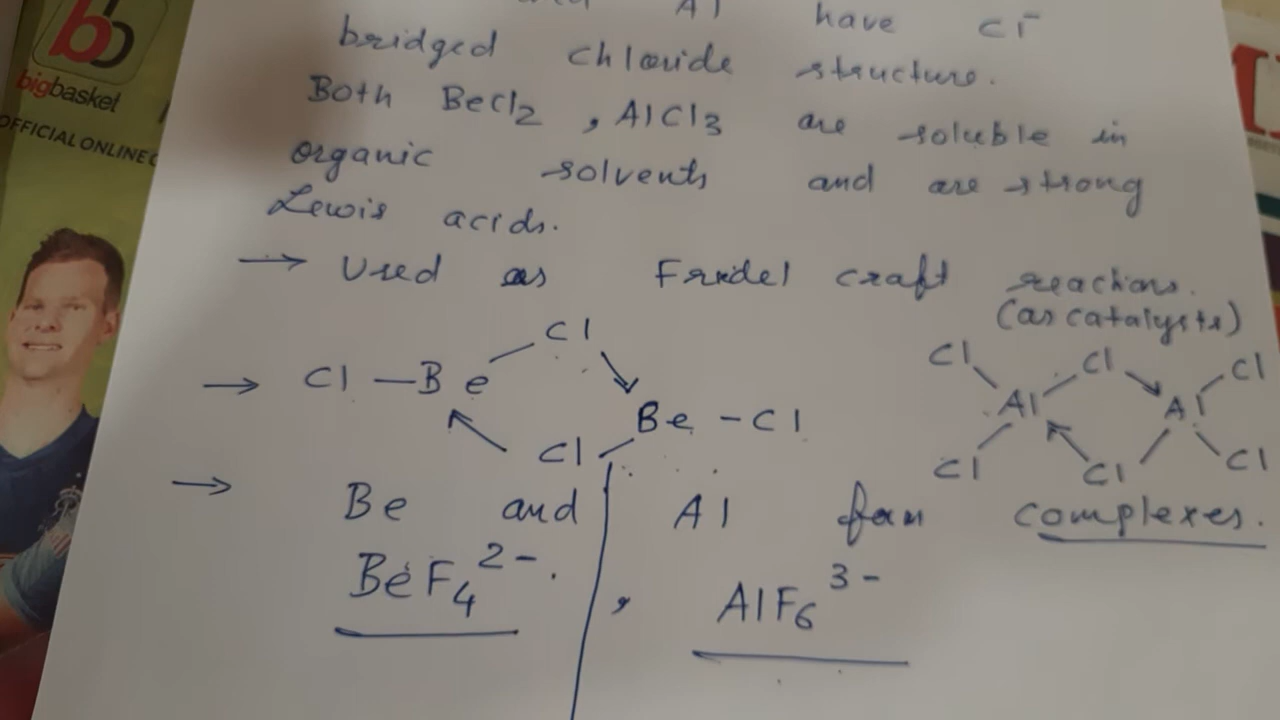 bb
bigbasket
OFFICIAL ONLINE
Al have Cl-
bridged chloride structure.
Both BeCl2, AlCl3 are soluble in
organic solvents and are strong
Lewis acids.
→ Used as Fridel craft reactions.
(as catalysts)
→ Cl — Be Cl Be - Cl Cl
Cl Al Cl Cl Al Cl Cl Cl
→ Be and Al form complexes.
BeF4 2-. , AlF6 3-